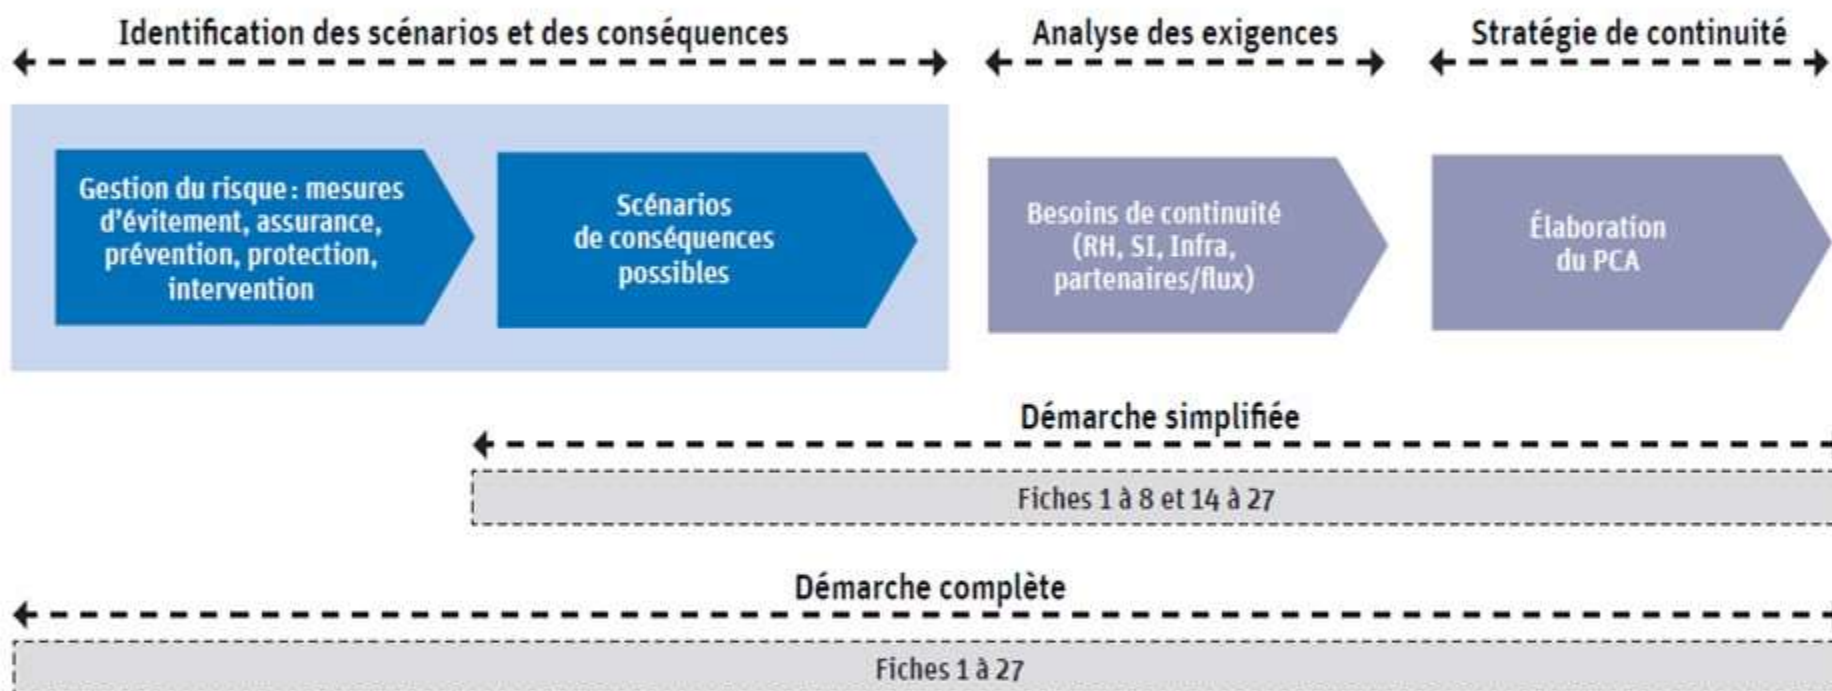 Identification des scénarios et des conséquences
Analyse des exigences
Stratégie de continuité
Gestion du risque : mesures
d'évitement, assurance,
prévention, protection,
intervention
Scénarios
de conséquences
possibles
Besoins de continuité
(RH, SI, Infra,
partenaires/flux)
Élaboration
du PCA
Démarche simplifiée
Fiches 1 à 8 et 14 à 27
Démarche complète
Fiches 1 à 27